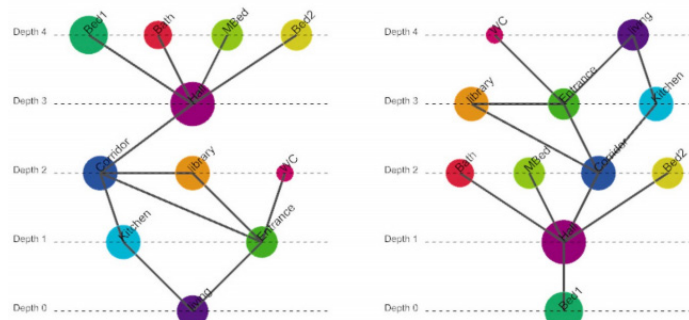 Depth 4 Bed1 Bath MBed Bed2
Depth 3 Hall
Depth 2 Corridor library WC
Depth 1 Kitchen Entrance
Depth 0 living
Depth 4 WC living
Depth 3 library Entrance Kitchen
Depth 2 Bath MBed Corridor Bed2
Depth 1 Hall
Depth 0 Bed1